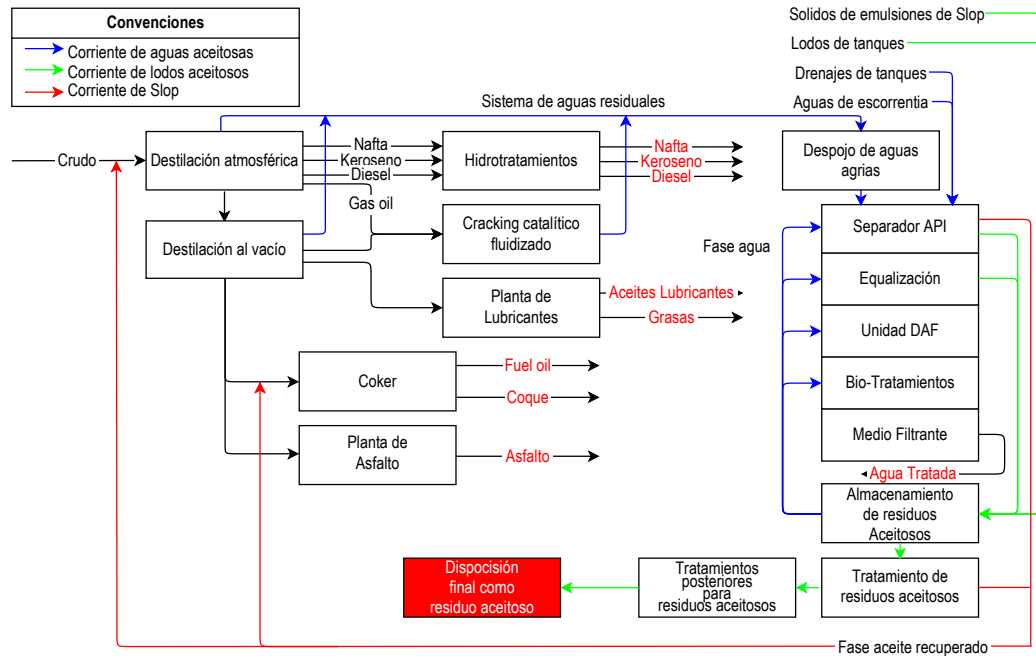 Convenciones
Corriente de aguas aceitosas
Corriente de lodos aceitosos
Corriente de Slop
Solidos de emulsiones de Slop
Lodos de tanques
Drenajes de tanques
Aguas de escorrentia
Sistema de aguas residuales
Crudo
Destilación atmosférica
Nafta
Keroseno
Diesel
Gas oil
Hidrotratamientos
Nafta
Keroseno
Diesel
Despojo de aguas
agrias
Destilación al vacío
Cracking catalítico
fluidizado
Fase agua
Separador API
Equalización
Unidad DAF
Bio-Tratamientos
Medio Filtrante
Agua Tratada
Planta de
Lubricantes
Aceites Lubricantes
Grasas
Coker
Fuel oil
Coque
Planta de
Asfalto
Asfalto
Almacenamiento
de residuos
Aceitosos
Tratamiento de
residuos aceitosos
Tratamientos
posteriores
para
residuos aceitosos
Dispocisión
final como
residuo aceitoso
Fase aceite recuperado